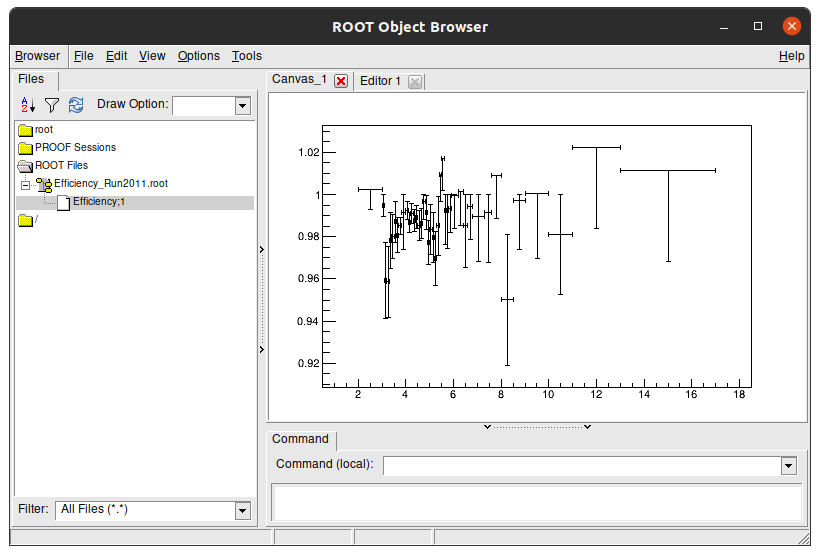 ROOT Object Browser
Browser File Edit View Options Tools Help
Files
Draw Option:
root
PROOF Sessions
ROOT Files
Efficiency_Run2011.root
Efficiency;1
/
Filter: All Files (*.*)
Canvas_1 Editor 1
1.02
1
0.98
0.96
0.94
0.92
2 4 6 8 10 12 14 16 18
Command
Command (local):